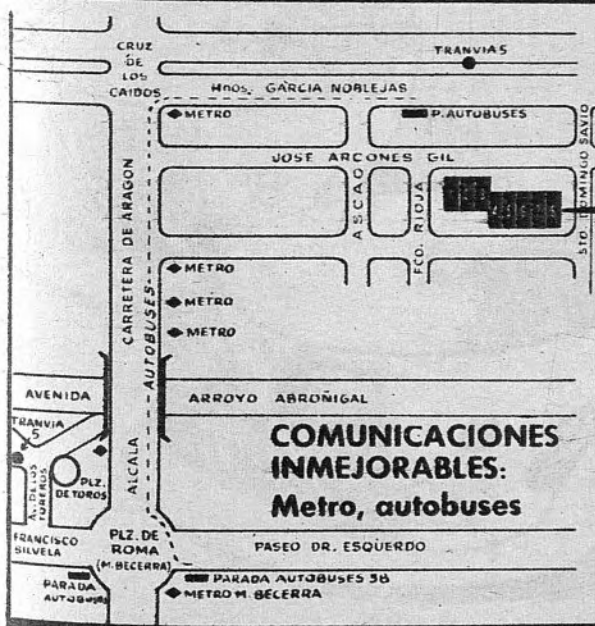 CRUZ
DE
LOS
CAIDOS
TRANVIAS
Hnos. GARCIA NOBLEJAS
METRO
P. AUTOBUSES
JOSE ARCONES GIL
STO. DOMINGO SAVIO
ASCAO
FCO. RIOJA
CARRETERA DE ARAGON
AUTOBUSES
METRO
METRO
METRO
AVENIDA
ARROYO ABROÑIGAL
TRANVIA
5
PLZ.
DE TOROS
AV. DE LOS
TOREROS
ALCALA
COMUNICACIONES
INMEJORABLES:
Metro, autobuses
FRANCISCO
SILVELA
PLZ. DE
ROMA
(M. BECERRA)
PASEO DR. ESQUERDO
PARADA
AUTOBUSES
PARADA AUTOBUSES 38
METRO M. BECERRA